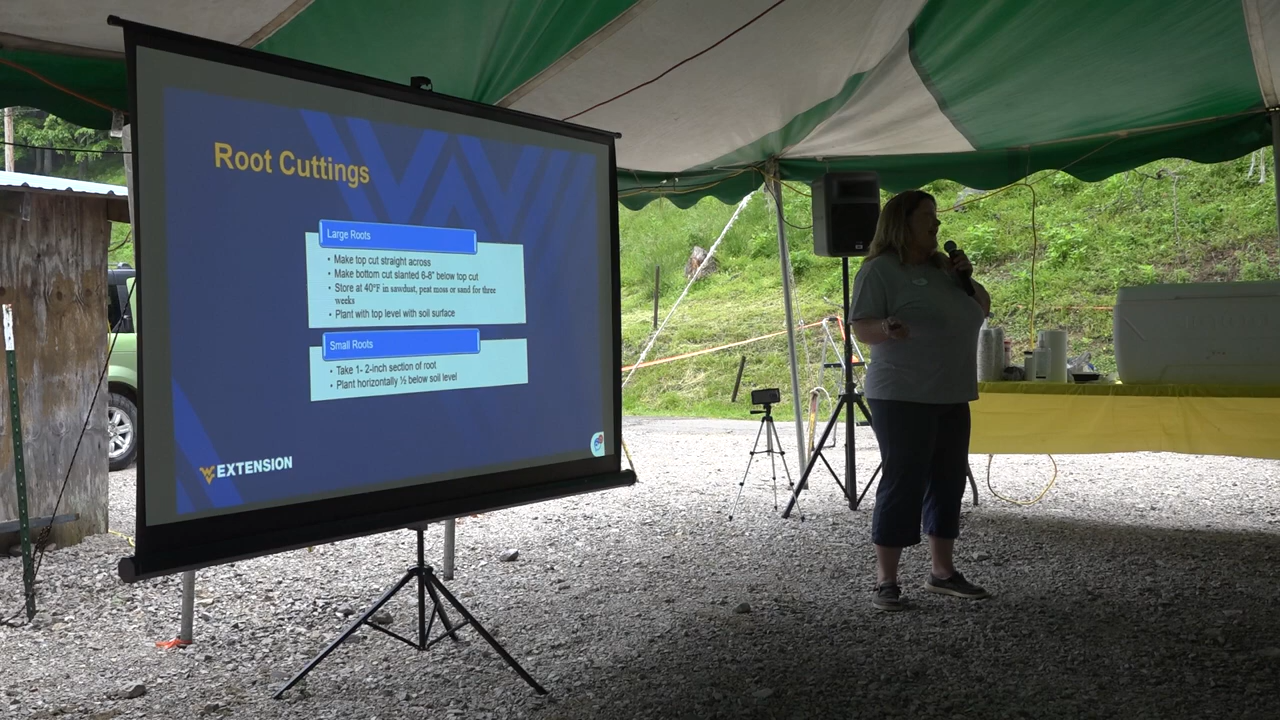 Root Cuttings
Large Roots
• Make top cut straight across
• Make bottom cut slanted 6-8" below top cut
• Store at 40°F in sawdust, peat moss or sand for three
weeks
• Plant with top level with soil surface
Small Roots
• Take 1- 2-inch section of root
• Plant horizontally ½ below soil level
WV EXTENSION